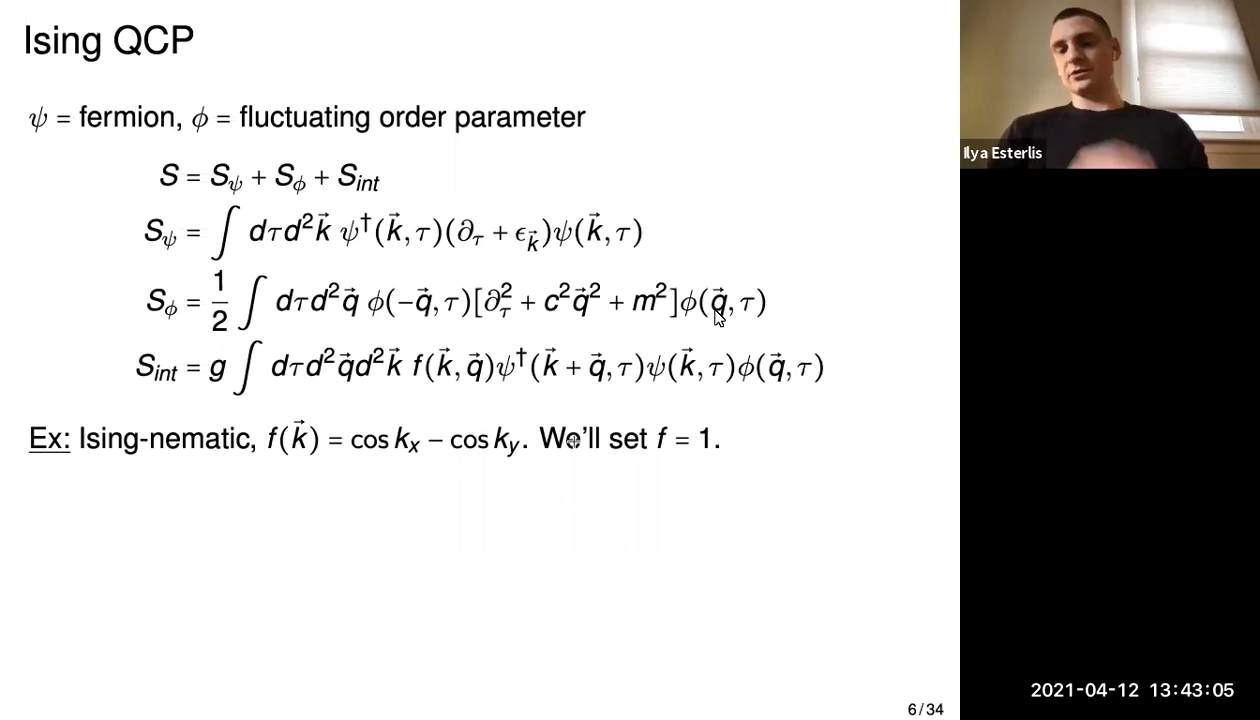 Ising QCP
ψ = fermion, ϕ = fluctuating order parameter
S = S_ψ + S_ϕ + S_int
S_ψ = ∫ dτd²k⃗ ψ†(k⃗, τ)(∂_τ + ϵ_k⃗)ψ(k⃗, τ)
S_ϕ = 1/2 ∫ dτd²q⃗ ϕ(−q⃗, τ)[∂_τ² + c²q⃗² + m²]ϕ(q⃗, τ)
S_int = g ∫ dτd²q⃗d²k⃗ f(k⃗, q⃗)ψ†(k⃗ + q⃗, τ)ψ(k⃗, τ)ϕ(q⃗, τ)
Ex: Ising-nematic, f(k⃗) = cos k_x − cos k_y. We'll set f = 1.
6/34
Ilya Esterlis
2021-04-12 13:43:05